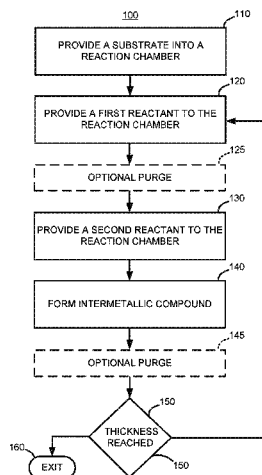 100
110
PROVIDE A SUBSTRATE INTO A
REACTION CHAMBER
120
PROVIDE A FIRST REACTANT TO THE
REACTION CHAMBER
125
OPTIONAL PURGE
130
PROVIDE A SECOND REACTANT TO THE
REACTION CHAMBER
140
FORM INTERMETALLIC COMPOUND
145
OPTIONAL PURGE
150
THICKNESS
REACHED
160
EXIT
150